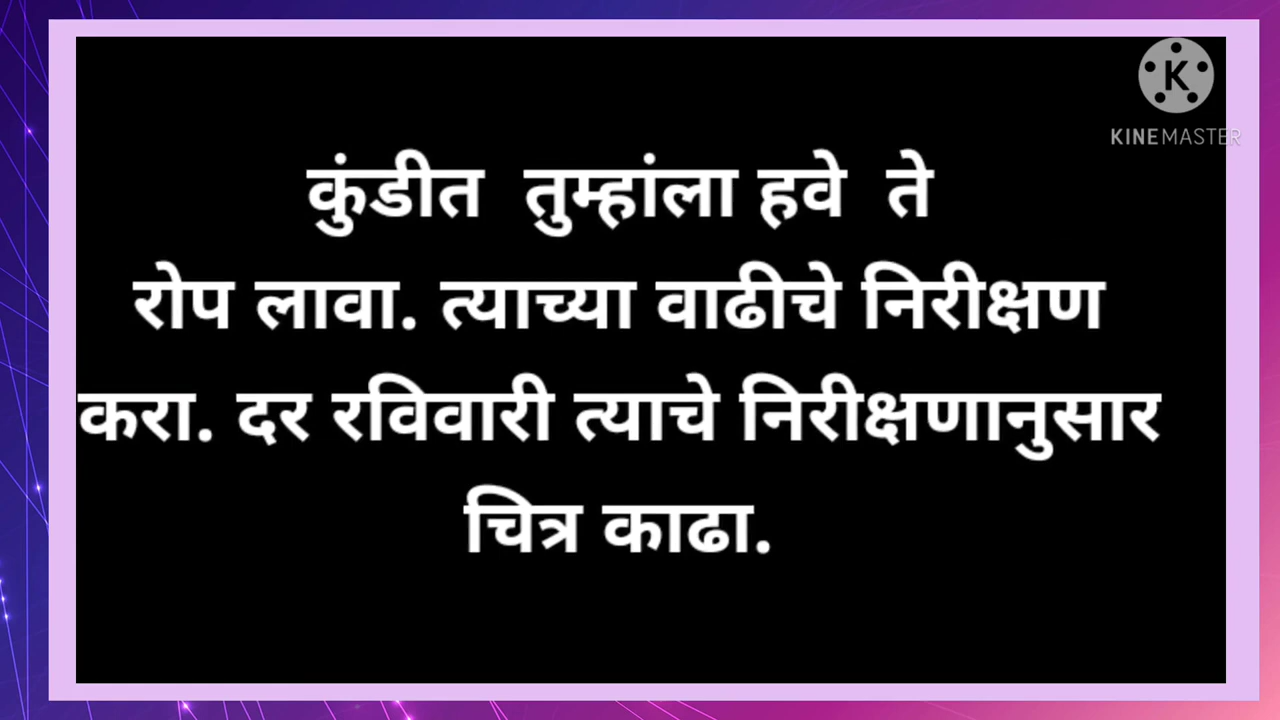 K
KINEMASTER
कुंडीत तुम्हांला हवे ते
रोप लावा. त्याच्या वाढीचे निरीक्षण
करा. दर रविवारी त्याचे निरीक्षणानुसार
चित्र काढा.